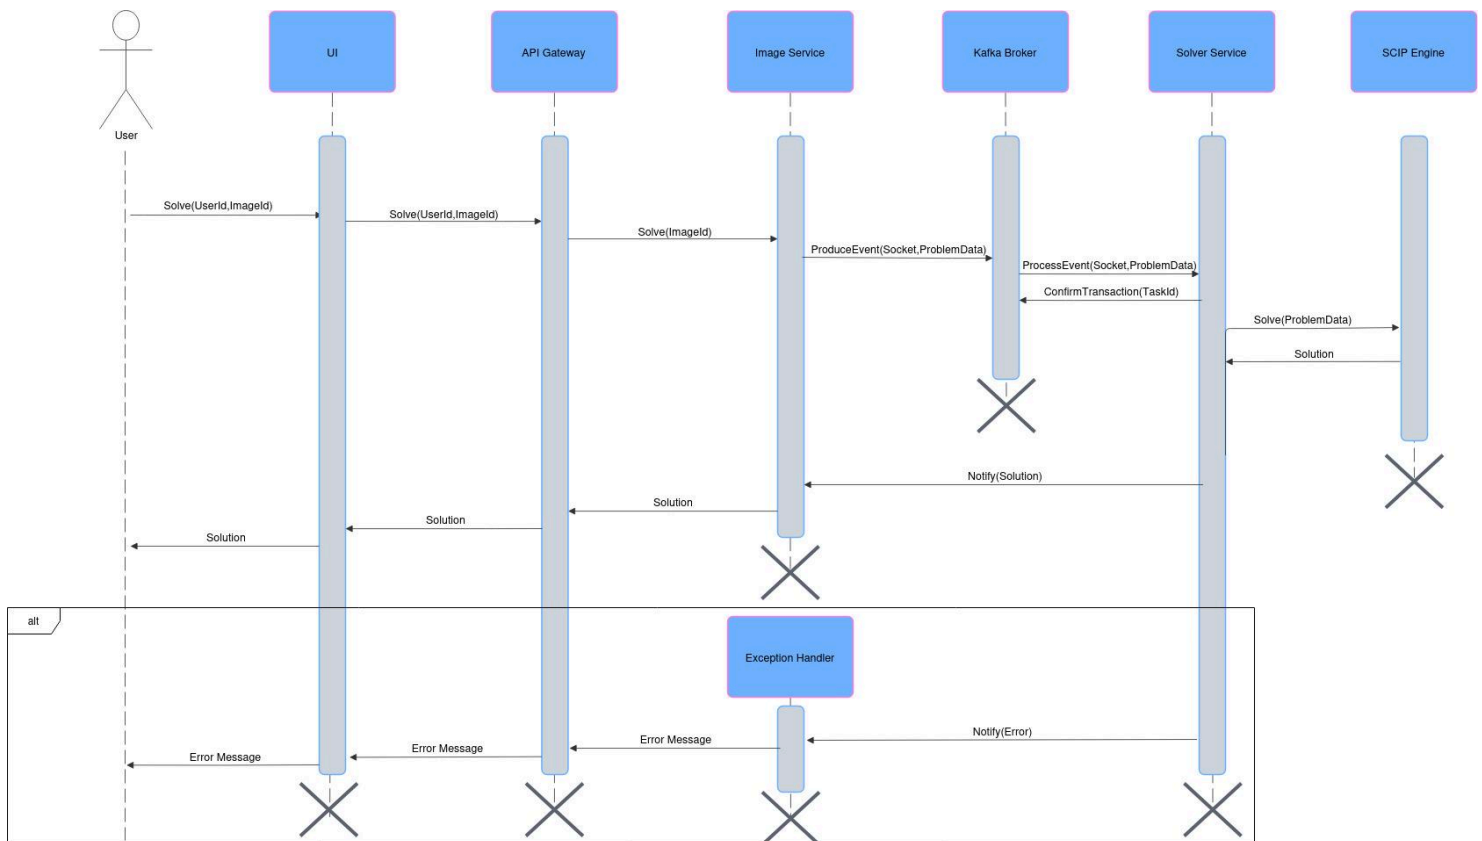 UI
API Gateway
Image Service
Kafka Broker
Solver Service
SCIP Engine
User
Solve(UserId,ImageId)
Solve(UserId,ImageId)
Solve(ImageId)
ProduceEvent(Socket,ProblemData)
ProcessEvent(Socket,ProblemData)
ConfirmTransaction(TaskId)
Solve(ProblemData)
Solution
Notify(Solution)
Solution
Solution
Solution
alt
Exception Handler
Notify(Error)
Error Message
Error Message
Error Message